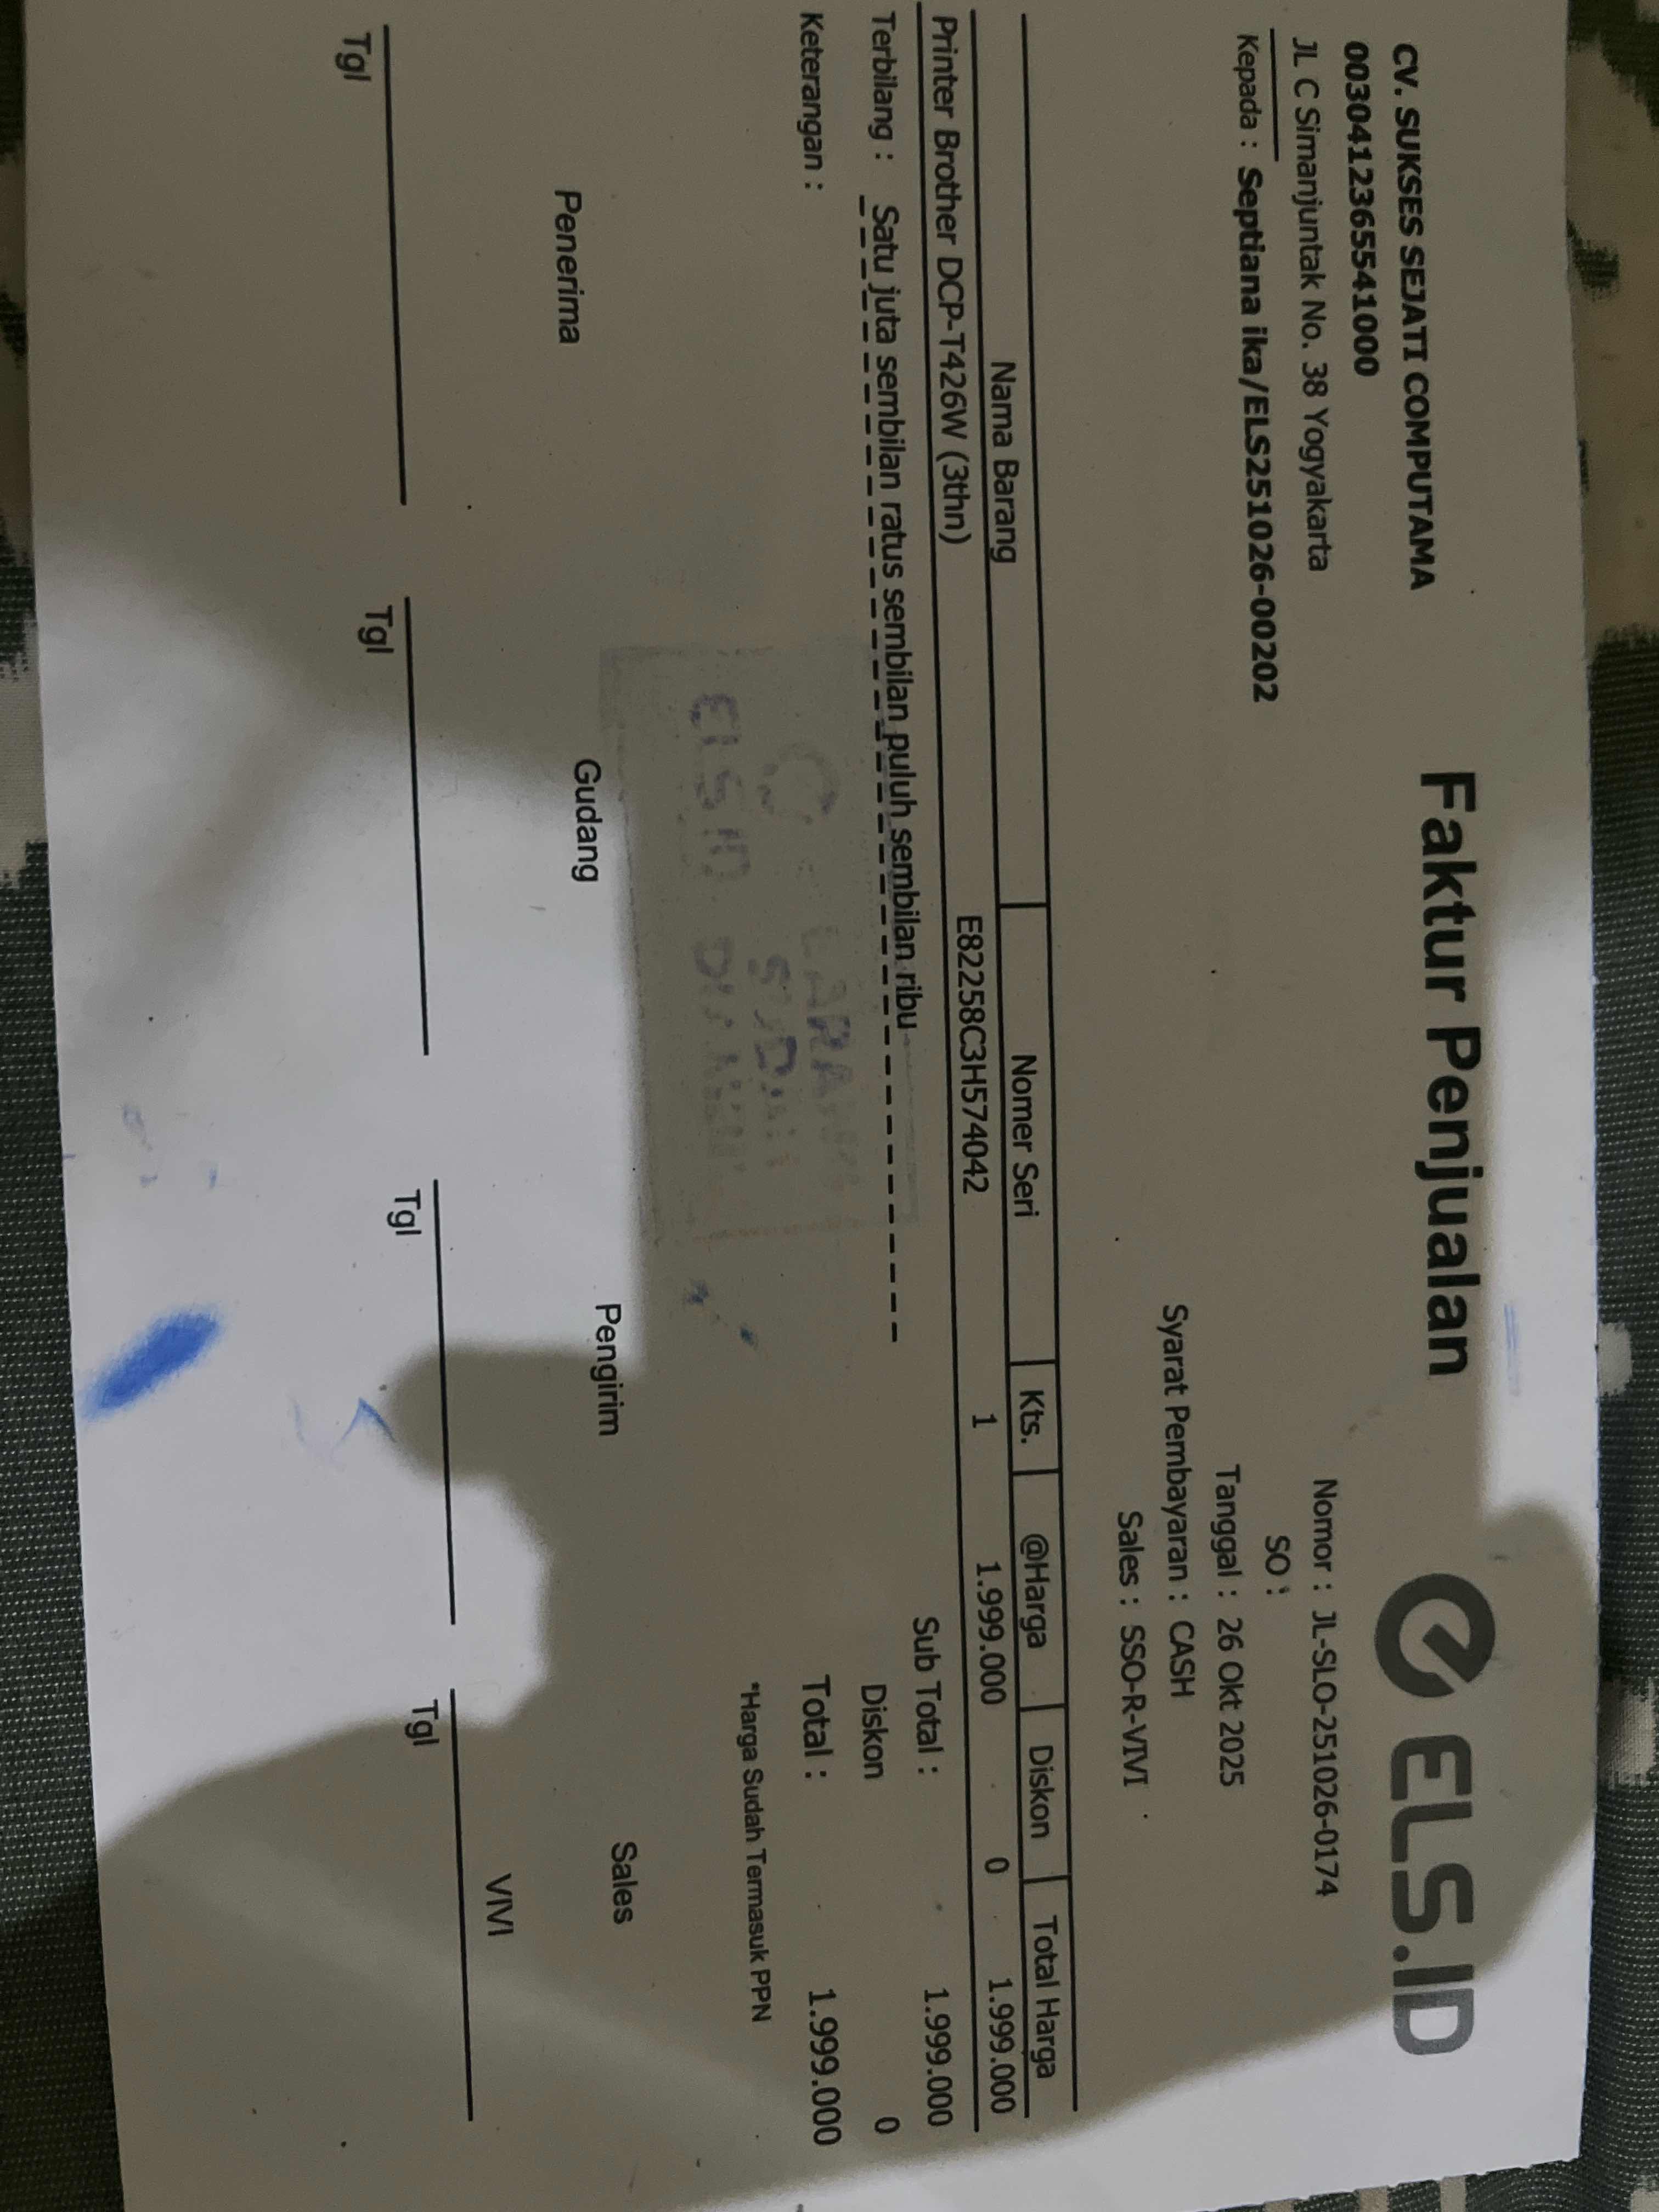 CV. SUKSES SEJATI COMPUTAMA
0030412365541000
JL C Simanjuntak No. 38 Yogyakarta
Kepada : Septiana ika/ELS251026-00202
Faktur Penjualan
ELS.ID
Nomor : JL-SLO-251026-0174
SO :
Tanggal : 26 Okt 2025
Syarat Pembayaran : CASH
Sales : SSO-R-VIVI
Nama Barang Nomer Seri Kts. @Harga Diskon Total Harga
Printer Brother DCP-T426W (3thn) E82258C3H574042 1 1.999.000 0 1.999.000
Terbilang : Satu juta sembilan ratus sembilan puluh sembilan ribu
Keterangan :
Sub Total : 1.999.000
Diskon 0
Total : 1.999.000
*Harga Sudah Termasuk PPN
Penerima Gudang Pengirim Sales
VIVI
Tgl Tgl Tgl Tgl